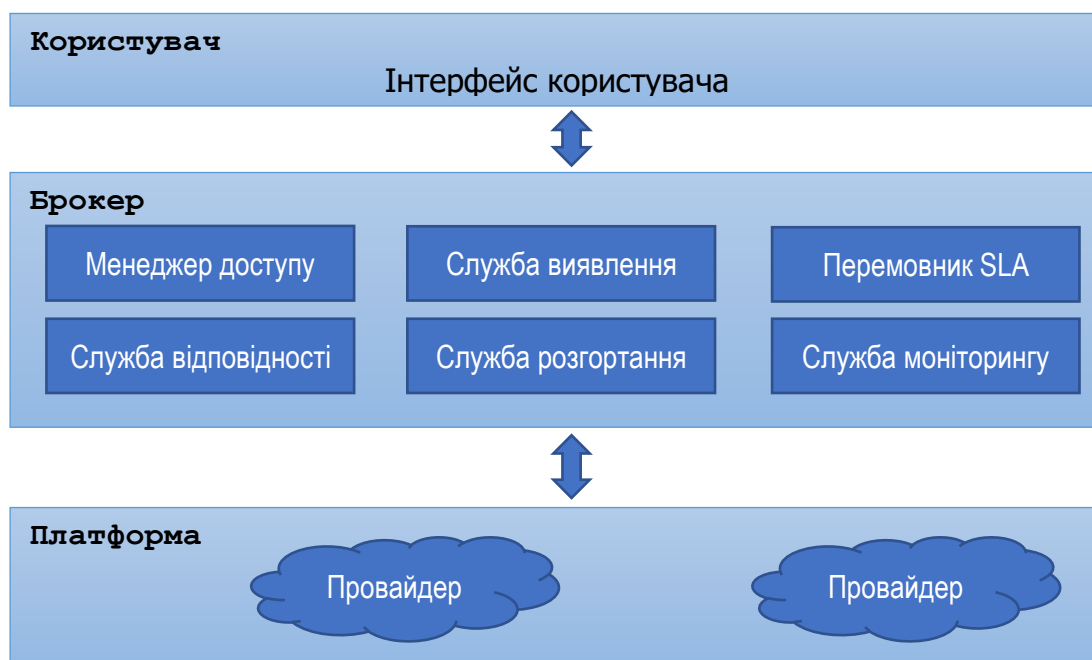 Користувач
Інтерфейс користувача
Брокер
Менеджер доступу
Служба виявлення
Перемовник SLA
Служба відповідності
Служба розгортання
Служба моніторингу
Платформа
Провайдер
Провайдер